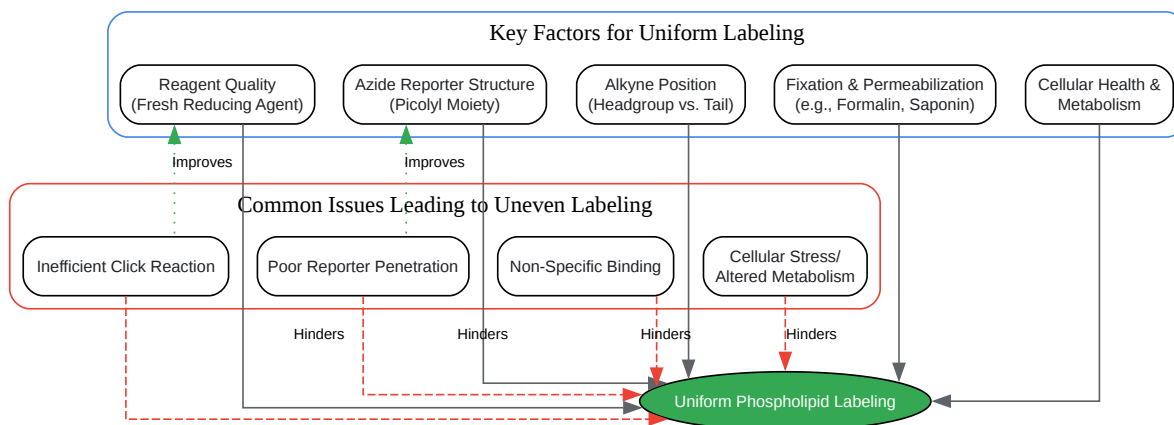 Key Factors for Uniform Labeling
Reagent Quality
(Fresh Reducing Agent)
Azide Reporter Structure
(Picolyl Moiety)
Alkyne Position
(Headgroup vs. Tail)
Fixation & Permeabilization
(e.g., Formalin, Saponin)
Cellular Health &
Metabolism
Improves
Improves
Common Issues Leading to Uneven Labeling
Inefficient Click Reaction
Poor Reporter Penetration
Non-Specific Binding
Cellular Stress/
Altered Metabolism
Hinders
Hinders
Hinders
Hinders
Uniform Phospholipid Labeling